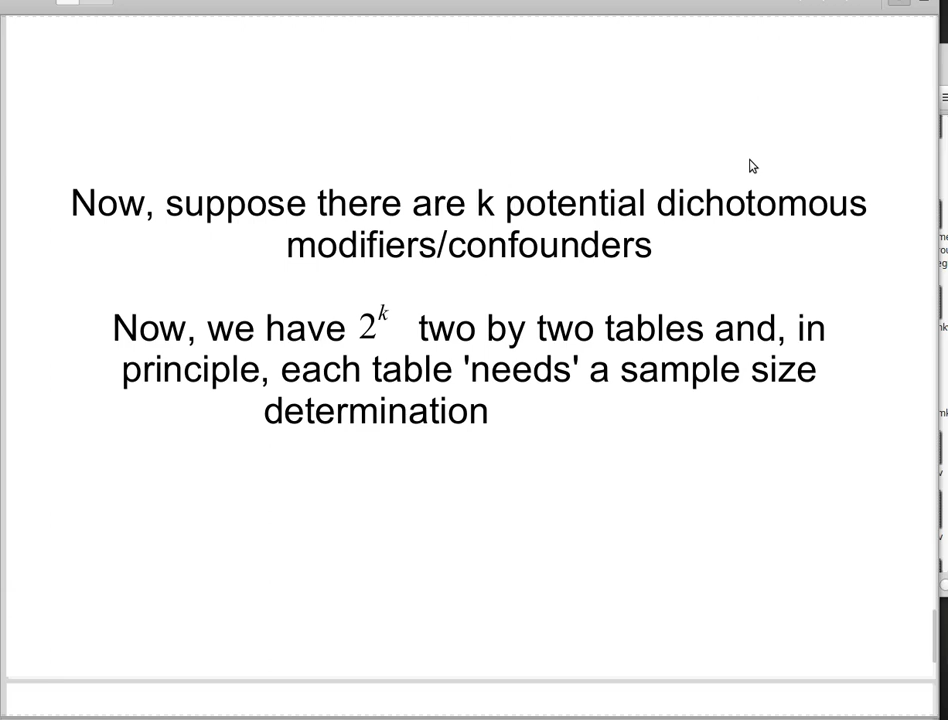 Now, suppose there are k potential dichotomous
modifiers/confounders
Now, we have 2^k two by two tables and, in
principle, each table 'needs' a sample size
determination